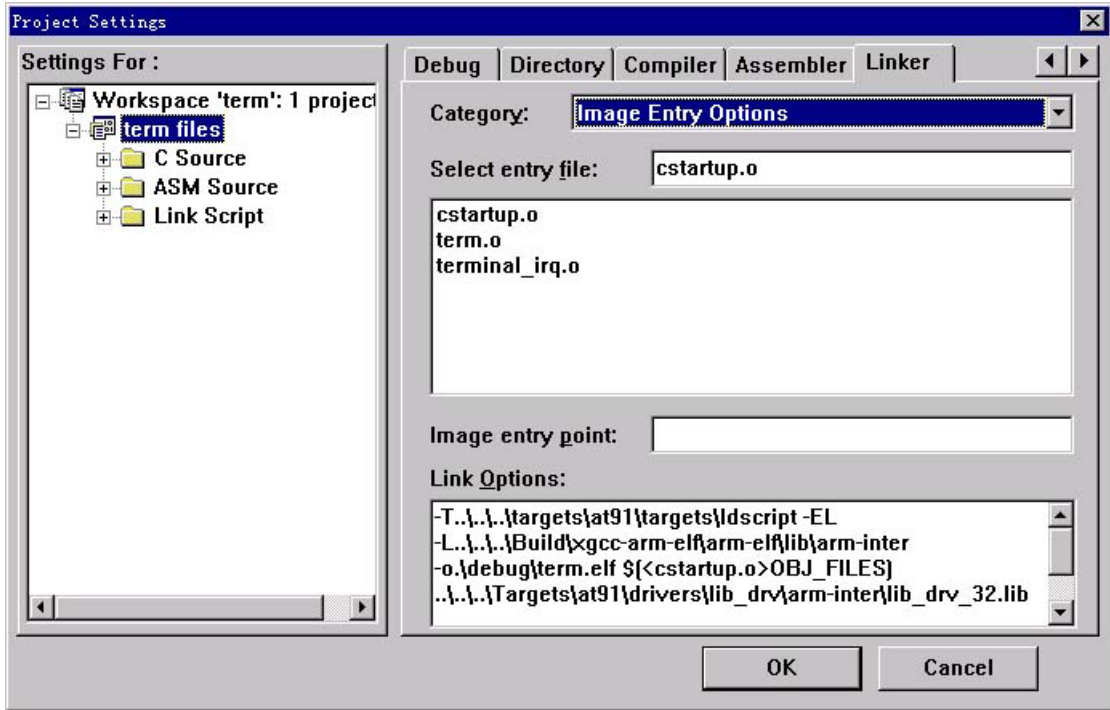 Project Settings
Settings For :
Workspace 'term': 1 project
term files
C Source
ASM Source
Link Script
Debug Directory Compiler Assembler Linker
Category: Image Entry Options
Select entry file: cstartup.o
cstartup.o
term.o
terminal_irq.o
Image entry point:
Link Options:
-T..\..\..\targets\at91\targets\ldscript -EL
-L..\..\..\Build\xgcc-arm-elf\arm-elf\lib\arm-inter
-o.\debug\term.elf $(<cstartup.o>OBJ_FILES)
..\..\..\Targets\at91\drivers\lib_drv\arm-inter\lib_drv_32.lib
OK Cancel